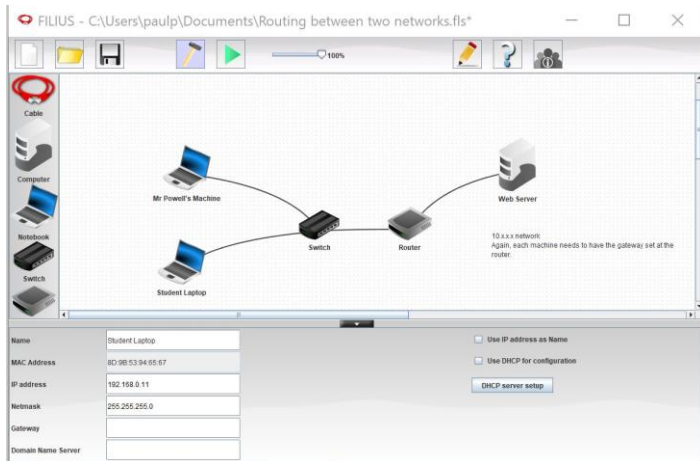 FILIUS - C:\Users\paulp\Documents\Routing between two networks.fls*
100%
Cable
Computer
Notebook
Switch
Mr Powell's Machine
Student Laptop
Switch
Router
Web Server
10.x.x.x network
Again, each machine needs to have the gateway set at the
router.
Name Student Laptop
MAC Address 8D:9B:53:94:65:67
IP address 192.168.0.11
Netmask 255.255.255.0
Gateway
Domain Name Server
Use IP address as Name
Use DHCP for configuration
DHCP server setup